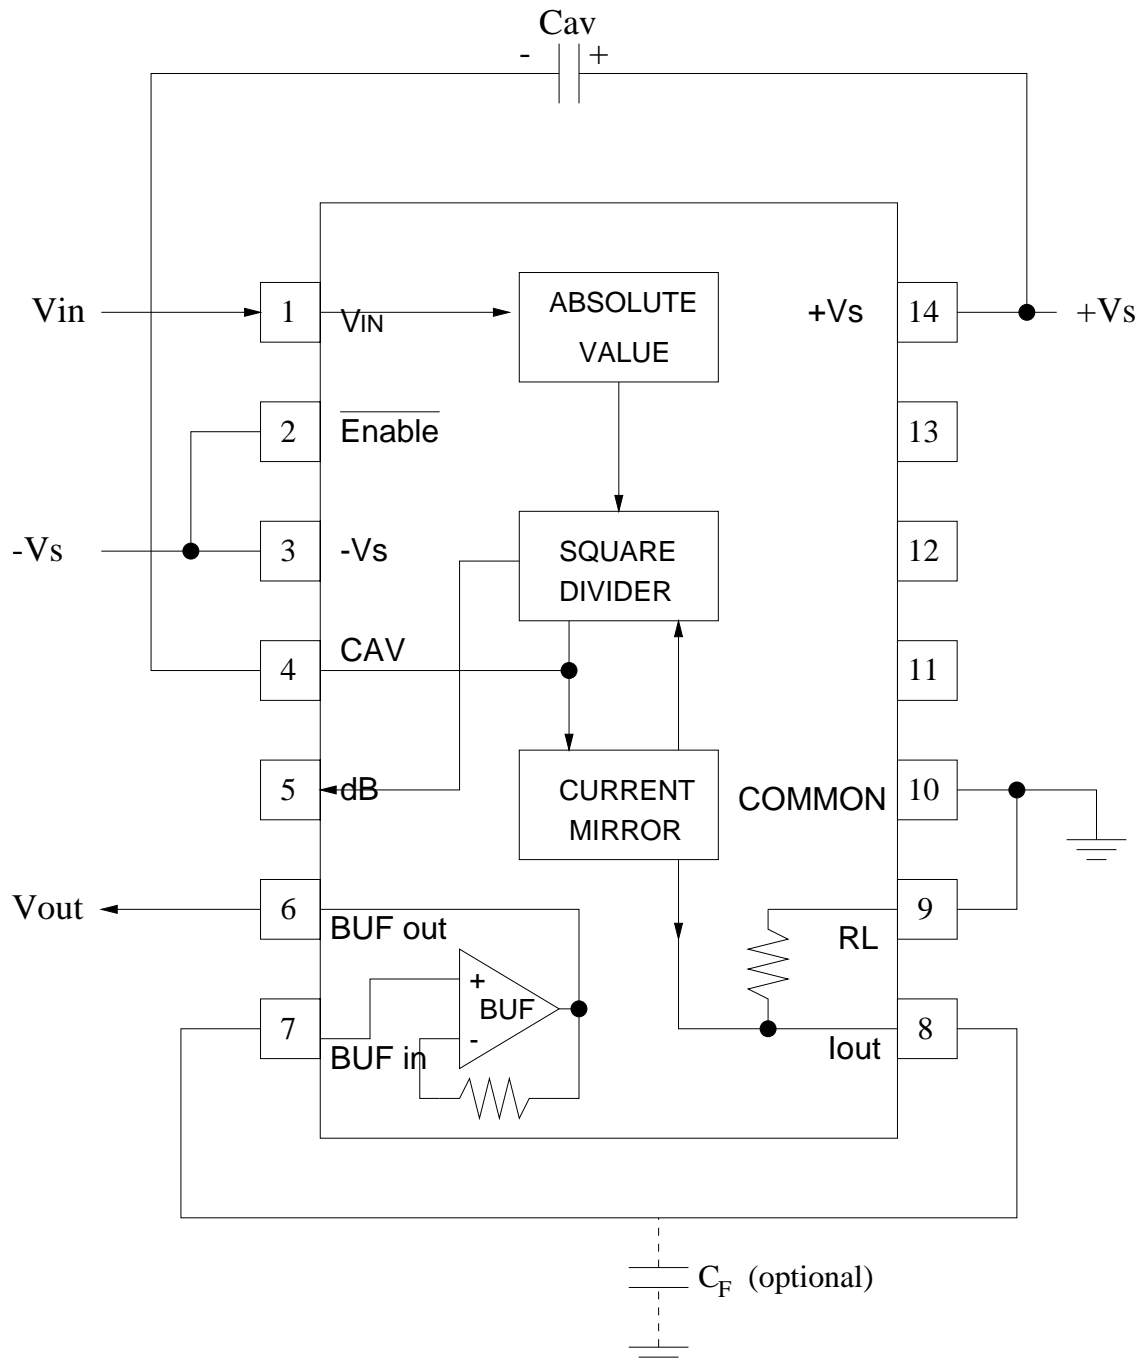 Cav
- +
Vin
1
VIN
ABSOLUTE
VALUE
+Vs
14
+Vs
2
Enable
13
-Vs
3
-Vs
SQUARE
DIVIDER
12
4
CAV
11
5
dB
CURRENT
MIRROR
COMMON
10
Vout
6
BUF out
RL
9
+
BUF
-
7
BUF in
Iout
8
CF (optional)